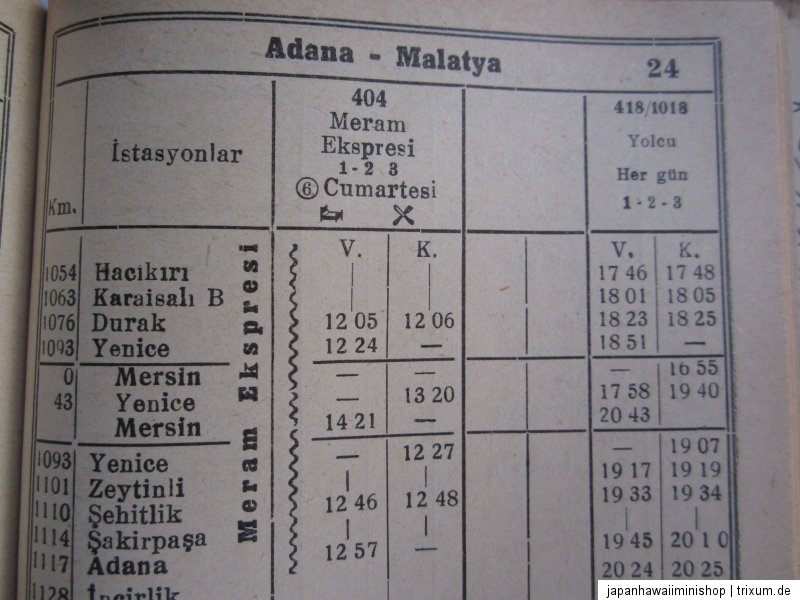 Adana - Malatya
24
Km.
İstasyonlar
404
Meram
Ekspresi
1 - 2 3
⑥ Cumartesi
418/1018
Yolcu
Her gün
1 - 2 - 3
V. K. V. K.
1054 Hacıkırı | | 17 46 17 48
1063 Karaisalı B | | 18 01 18 05
1076 Durak 12 05 12 06 18 23 18 25
1093 Yenice 12 24 — 18 51 —
0 Mersin — — — 16 55
43 Yenice — 13 20 17 58 19 40
Mersin 14 21 — 20 43
1093 Yenice — 12 27 — 19 07
1101 Zeytinli | | 19 17 19 19
1110 Şehitlik 12 46 12 48 19 33 19 34
1114 Şakirpaşa | | | |
1117 Adana 12 57 — 19 45 20 1 0
1128 İncirlik 20 24 20 25
Meram Ekspresi
japanhawaiiminishop | trixum.de